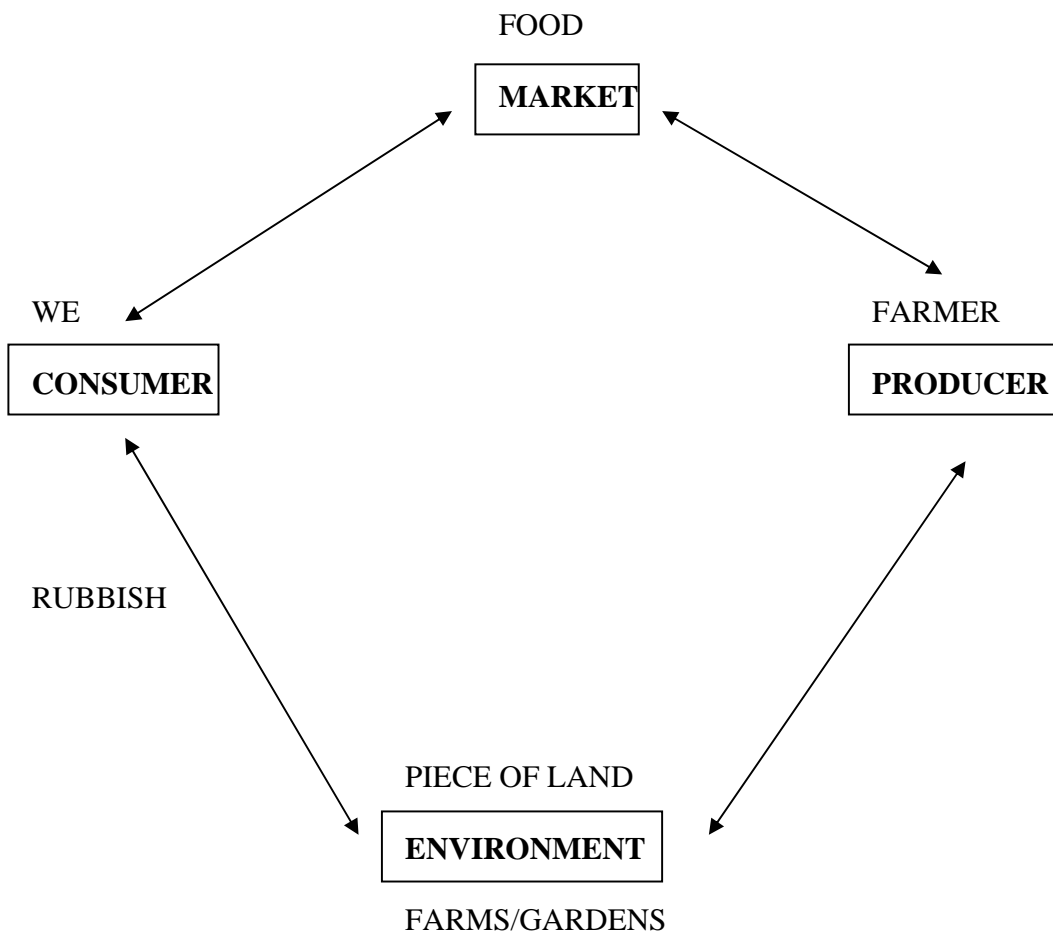 FOOD
MARKET
WE
FARMER
CONSUMER
PRODUCER
RUBBISH
PIECE OF LAND
ENVIRONMENT
FARMS/GARDENS